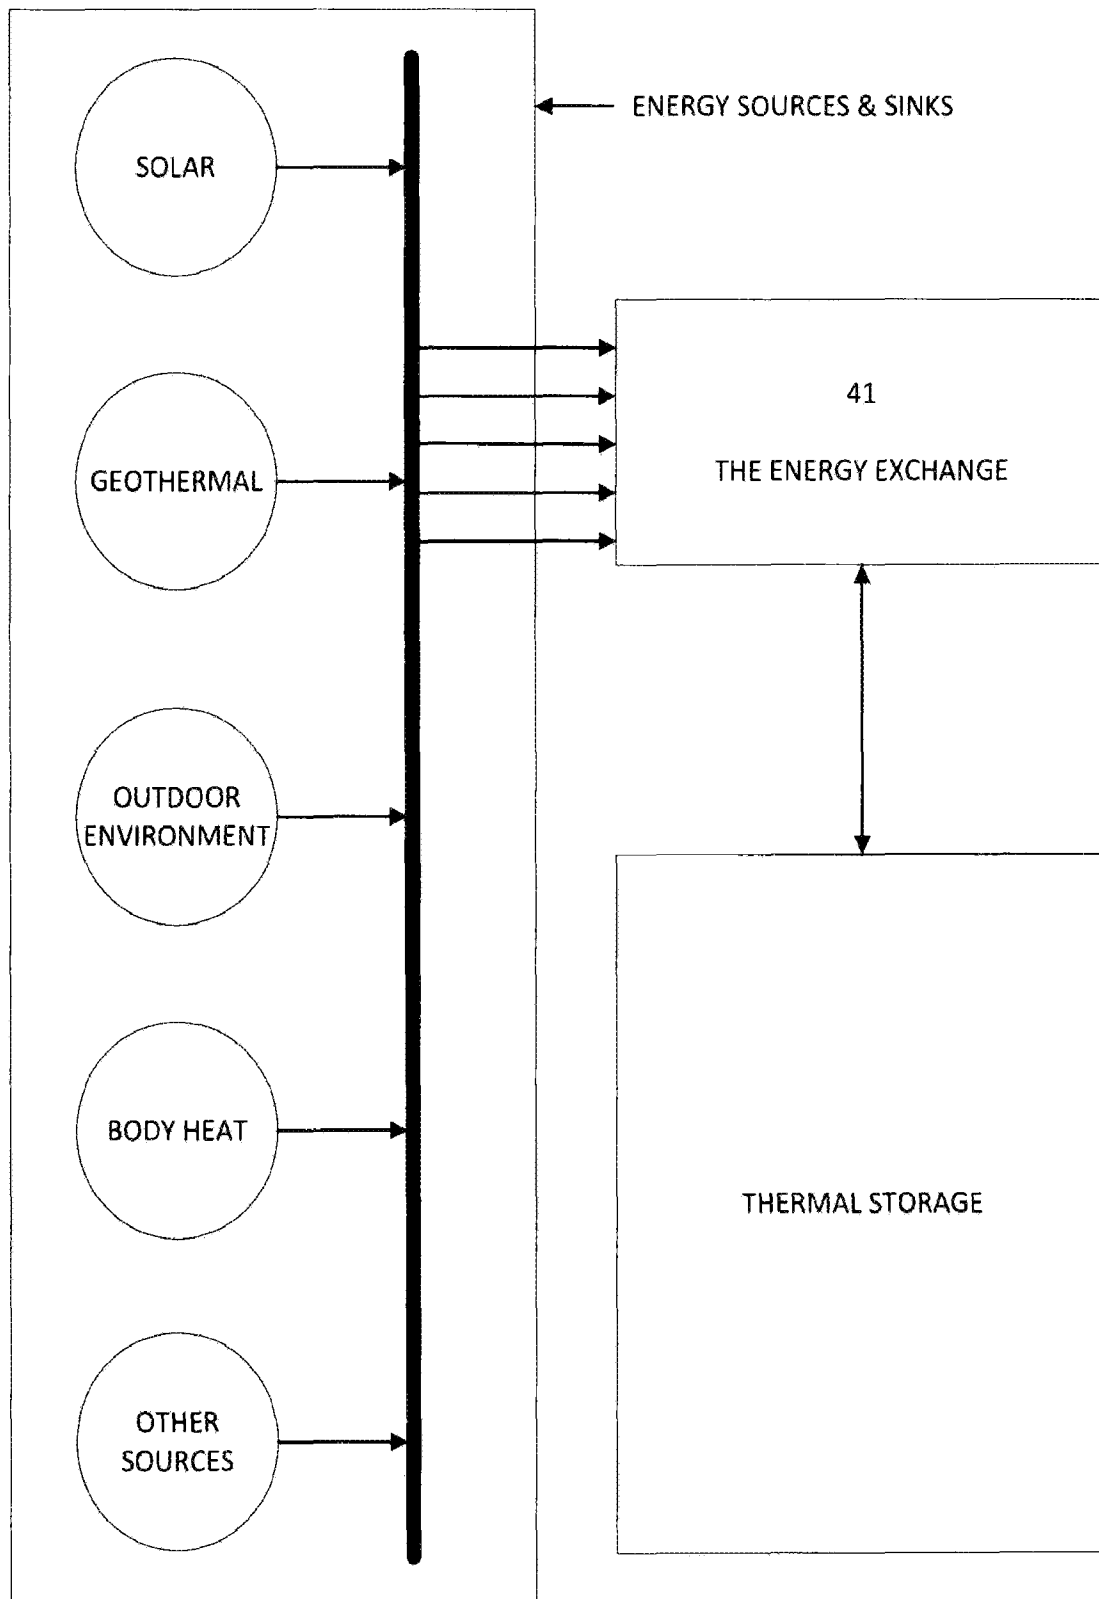 ENERGY SOURCES & SINKS
SOLAR
41
THE ENERGY EXCHANGE
GEOTHERMAL
OUTDOOR
ENVIRONMENT
BODY HEAT
THERMAL STORAGE
OTHER
SOURCES